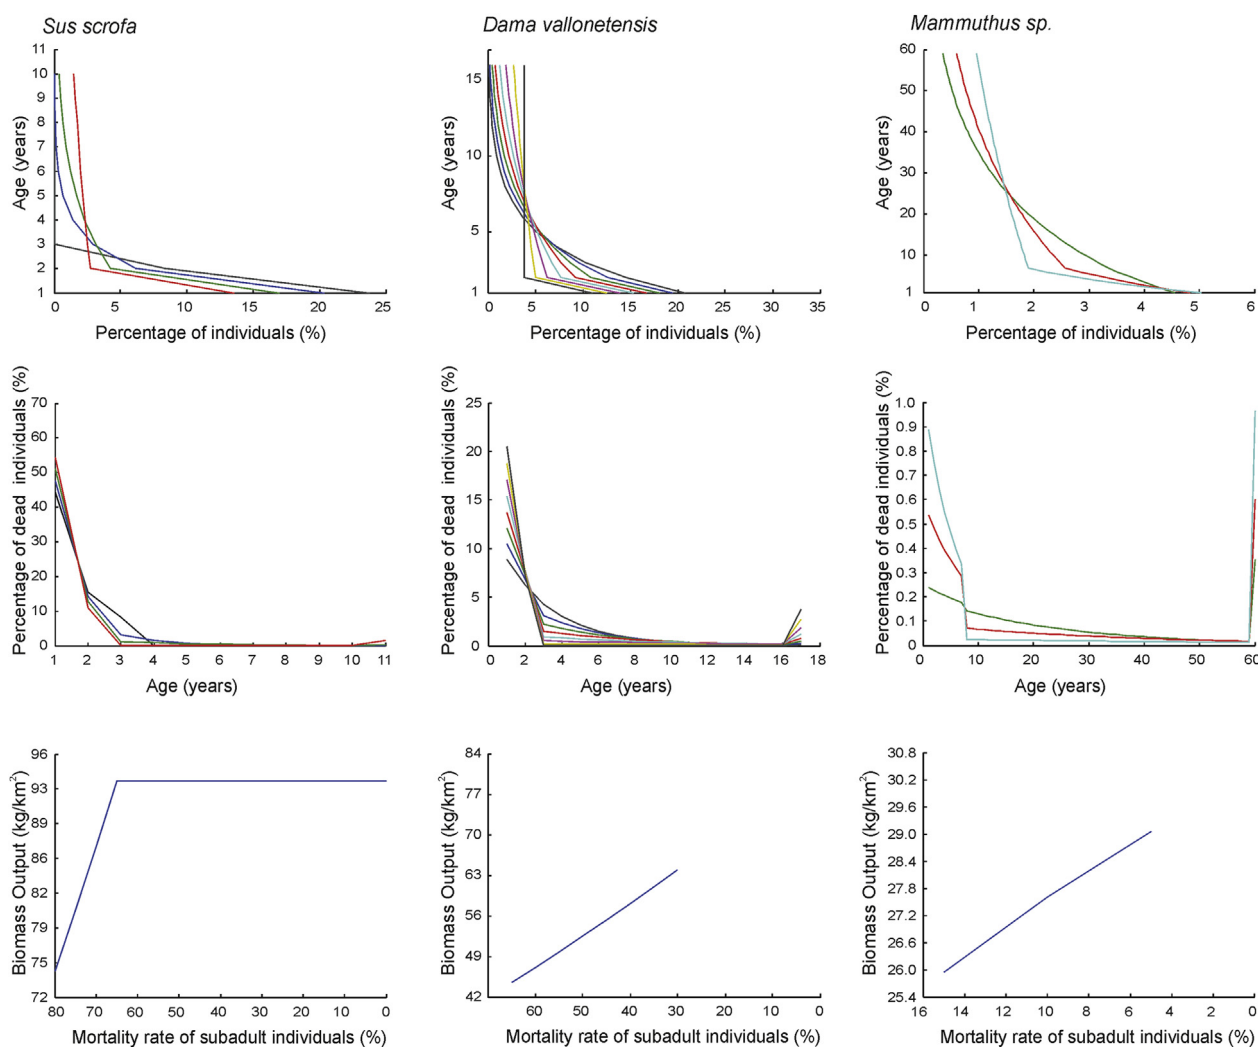 Sus scrofa
Age (years)
11
10
9
8
7
6
5
4
3
2
1
0 5 10 15 20 25
Percentage of individuals (%)
Dama vallonetensis
Age (years)
15
10
5
1
0 5 10 15 20 25 30 35
Percentage of individuals (%)
Mammuthus sp.
Age (years)
60
50
40
30
20
10
1
0 1 2 3 4 5 6
Percentage of individuals (%)
Percentage of dead individuals (%)
70
60
50
40
30
20
10
0
1 2 3 4 5 6 7 8 9 10 11
Age (years)
Percentage of dead individuals (%)
25
20
15
10
5
0
0 2 4 6 8 10 12 14 16 18
Age (years)
Percentage of dead individuals (%)
1.0
0.9
0.8
0.7
0.6
0.5
0.4
0.3
0.2
0.1
0
0 10 20 30 40 50 60
Age (years)
Biomass Output (kg/km²)
96
93
89
86
82
79
75
72
80 70 60 50 40 30 20 10 0
Mortality rate of subadult individuals (%)
Biomass Output (kg/km²)
84
77
70
63
56
49
42
60 50 40 30 20 10 0
Mortality rate of subadult individuals (%)
Biomass Output (kg/km²)
30.8
30.2
29.6
29.0
28.4
27.8
27.2
26.6
26.0
25.4
16 14 12 10 8 6 4 2 0
Mortality rate of subadult individuals (%)